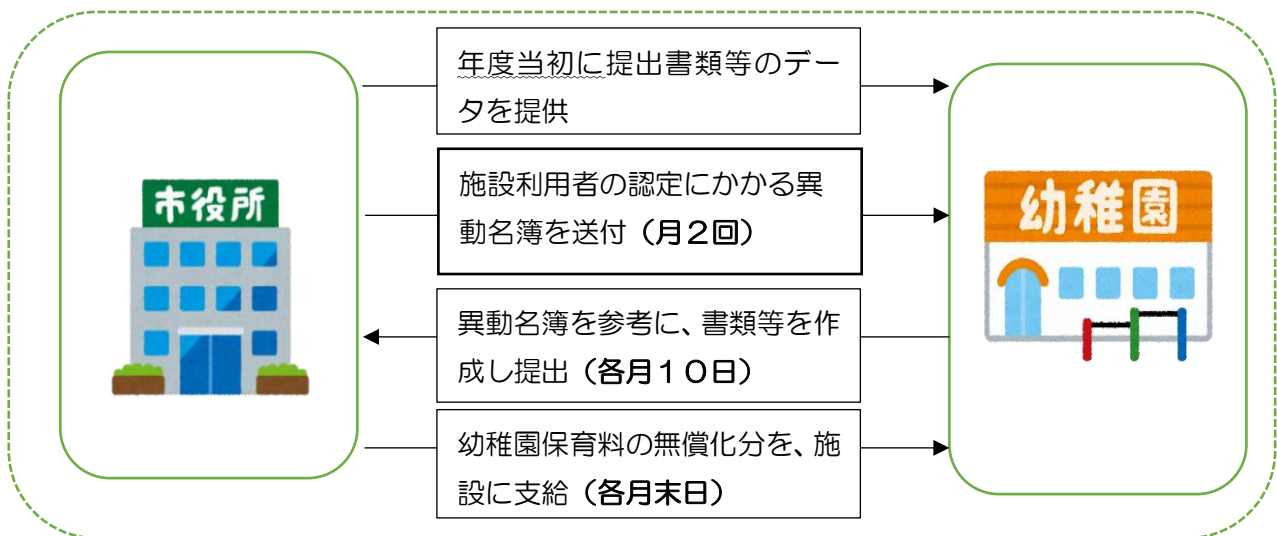 年度当初に提出書類等のデー
タを提供
市役所
施設利用者の認定にかかる異
動名簿を送付（月２回）
幼稚園
異動名簿を参考に、書類等を作
成し提出（各月１０日）
幼稚園保育料の無償化分を、施
設に支給（各月末日）